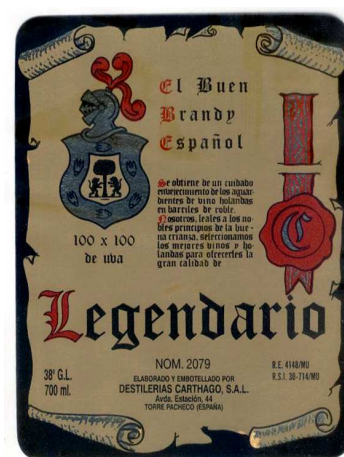 El Buen
Brandy
Español
Se obtiene de un cuidado
envejecimiento de los aguar-
dientes de vino holandas
en barriles de roble.
Nosotros, leales a los no-
bles principios de la bue-
na crianza, seleccionamos
los mejores vinos y ho-
landas para ofrecerles la
gran calidad de
100 x 100
de uva
C
Legendario
38º G.L.
700 ml.
NOM. 2079
ELABORADO Y EMBOTELLADO POR
DESTILERIAS CARTHAGO, S.A.L.
Avda. Estación, 44
TORRE PACHECO (ESPAÑA)
R.E. 4148/MU
R.S.I. 30-714/MU